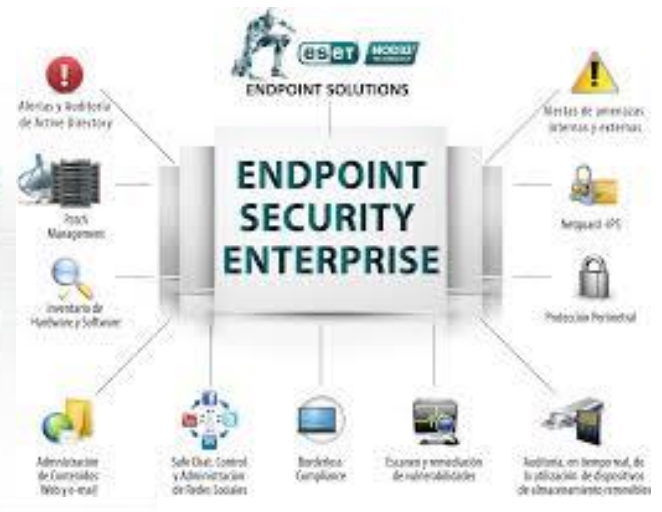 eset NOD32
TECHNOLOGY
ENDPOINT SOLUTIONS
Alertas y Auditoría
de Active Directory
Alertas de amenazas
internas y externas
ENDPOINT
SECURITY
ENTERPRISE
Patch
Management
Netguard
Inventario de
Hardware y Software
Protección Perimetral
Administración
de Contenidos
Web y e-mail
Safe Chat, Control
y Administración
de Redes Sociales
Borderless
Compliance
Escaneo y remediación
de vulnerabilidades
Auditoría, en tiempo real, de
la utilización de dispositivos
de almacenamiento removibles